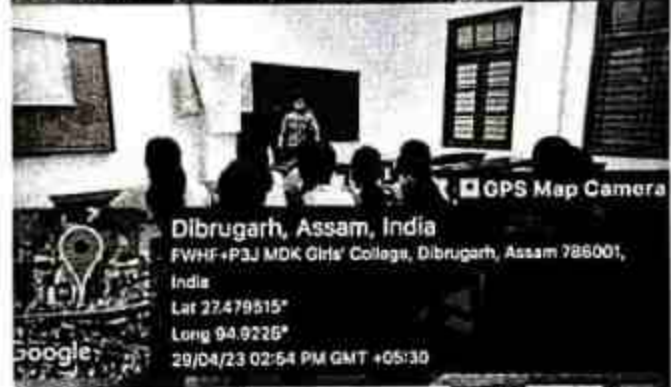 GPS Map Camera
Dibrugarh, Assam, India
FWHF+P3J MDK Girls' College, Dibrugarh, Assam 786001,
India
Lat 27.479515°
Long 94.9226°
29/04/23 02:54 PM GMT +05:30
Google